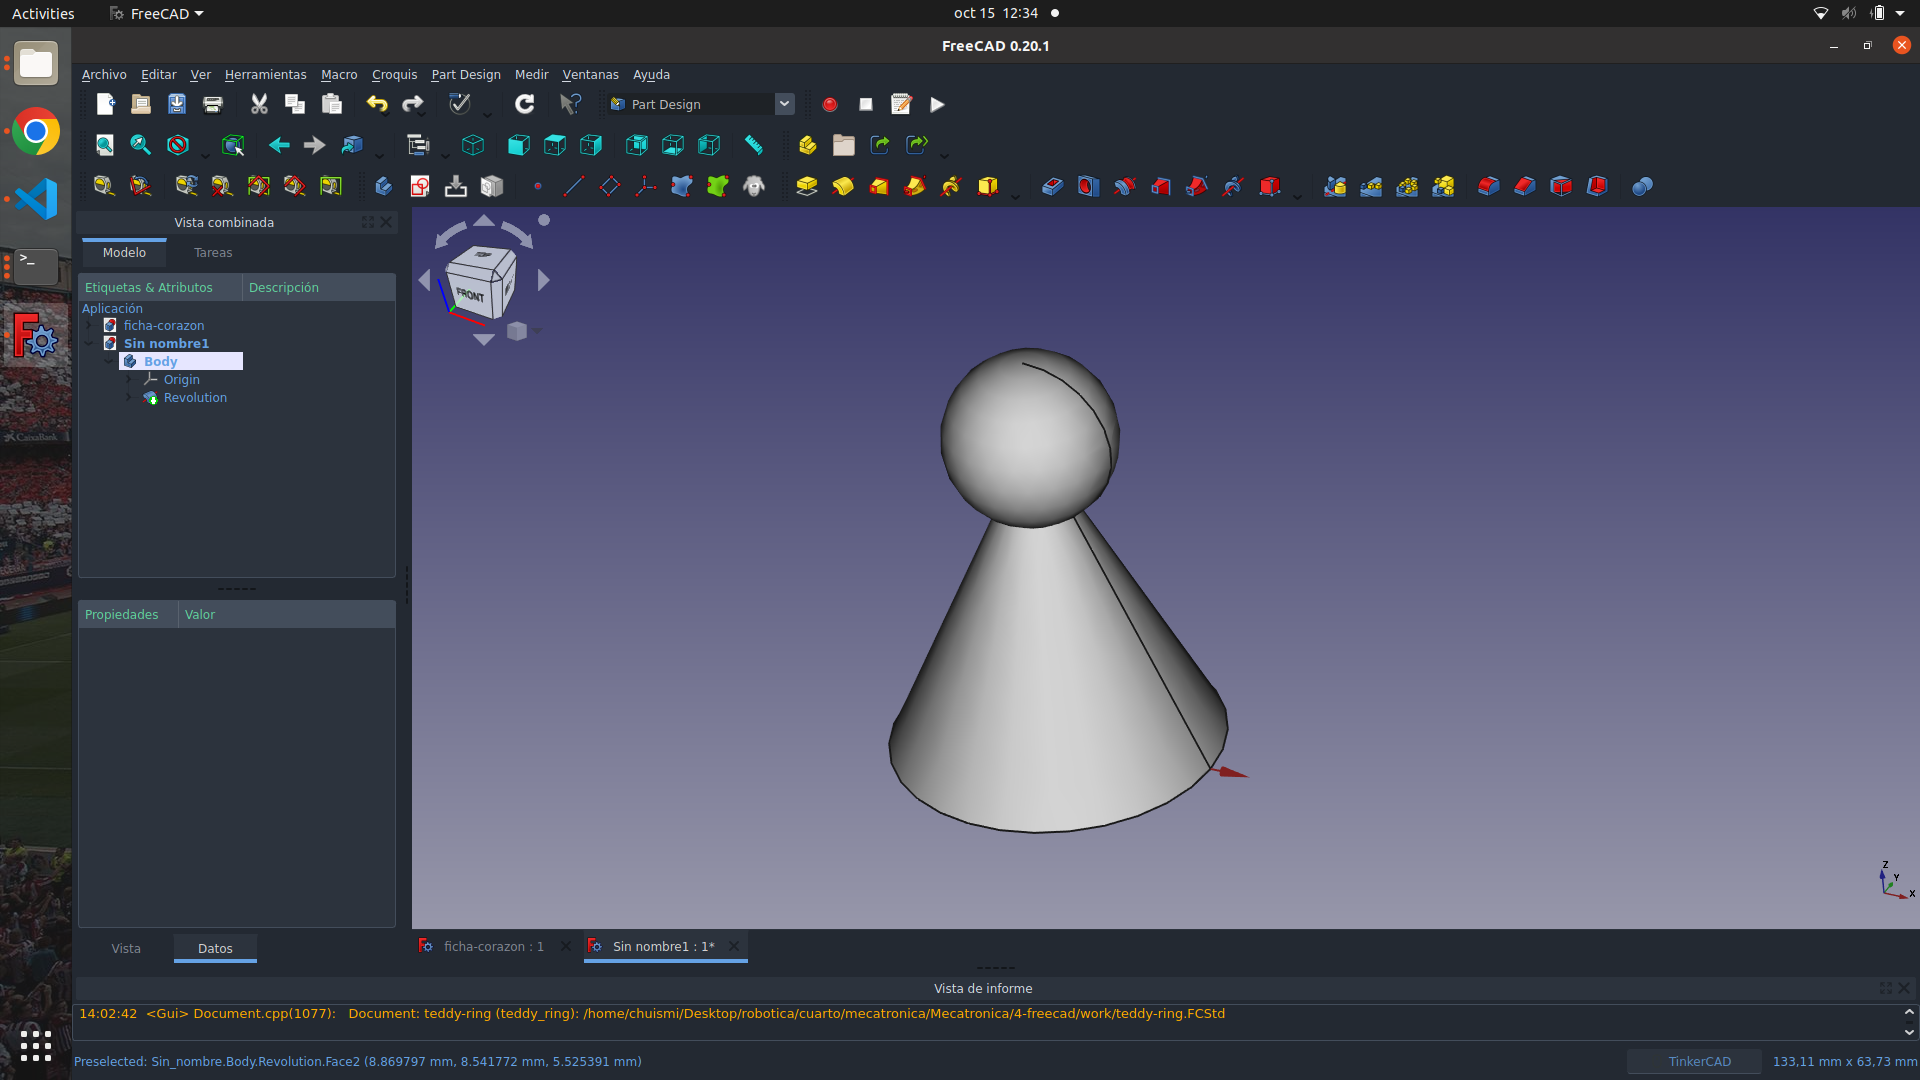 Activities FreeCAD oct 15 12:34
FreeCAD 0.20.1
Archivo Editar Ver Herramientas Macro Croquis Part Design Medir Ventanas Ayuda
Part Design
Vista combinada
Modelo Tareas
Etiquetas & Atributos Descripción
Aplicación
ficha-corazon
Sin nombre1
Body
Origin
Revolution
FRONT
CaixaBank
Propiedades Valor
Z
Y
X
Vista Datos
ficha-corazon : 1 Sin nombre1 : 1*
Vista de informe
14:02:42 <Gui> Document.cpp(1077): Document: teddy-ring (teddy_ring): /home/chuismi/Desktop/robotica/cuarto/mecatronica/Mecatronica/4-freecad/work/teddy-ring.FCStd
Preselected: Sin_nombre.Body.Revolution.Face2 (8.869797 mm, 8.541772 mm, 5.525391 mm) TinkerCAD 133,11 mm x 63,73 mm